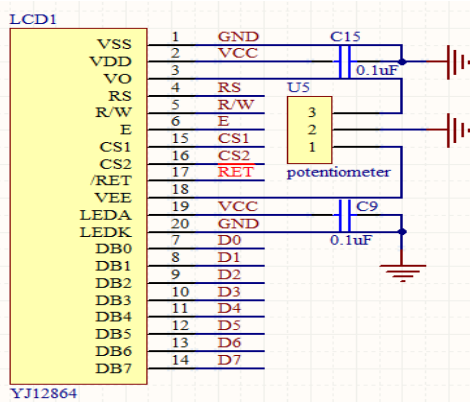 LCD1
VSS 1 GND C15
VDD 2 VCC 0.1uF
VO 3
RS 4 RS U5
R/W 5 R/W 3
E 6 E 2
CS1 15 CS1 1
CS2 16 CS2
/RET 17 RET potentiometer
VEE 18
LEDA 19 VCC C9
LEDK 20 GND 0.1uF
DB0 7 D0
DB1 8 D1
DB2 9 D2
DB3 10 D3
DB4 11 D4
DB5 12 D5
DB6 13 D6
DB7 14 D7
YJ12864